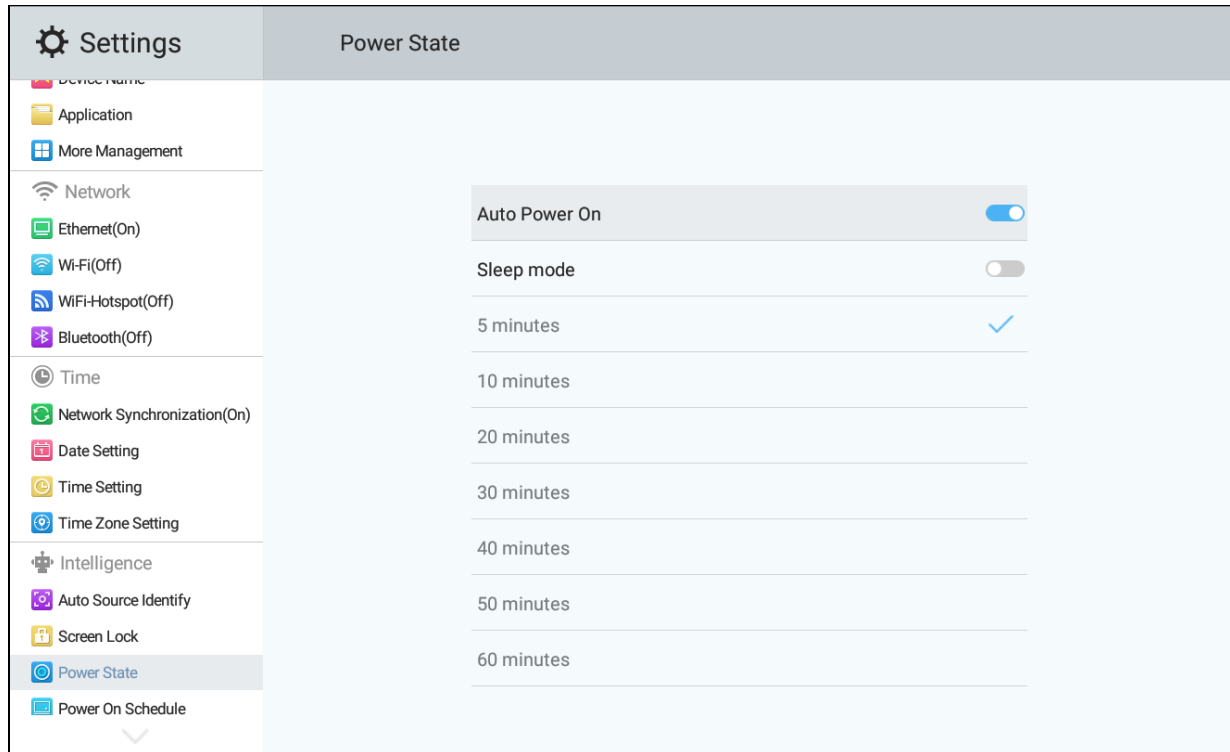 Settings
Power State
Device Name
Application
More Management
Network
Ethernet(On)
Wi-Fi(Off)
WiFi-Hotspot(Off)
Bluetooth(Off)
Time
Network Synchronization(On)
Date Setting
Time Setting
Time Zone Setting
Intelligence
Auto Source Identify
Screen Lock
Power State
Power On Schedule
Auto Power On
Sleep mode
5 minutes
10 minutes
20 minutes
30 minutes
40 minutes
50 minutes
60 minutes